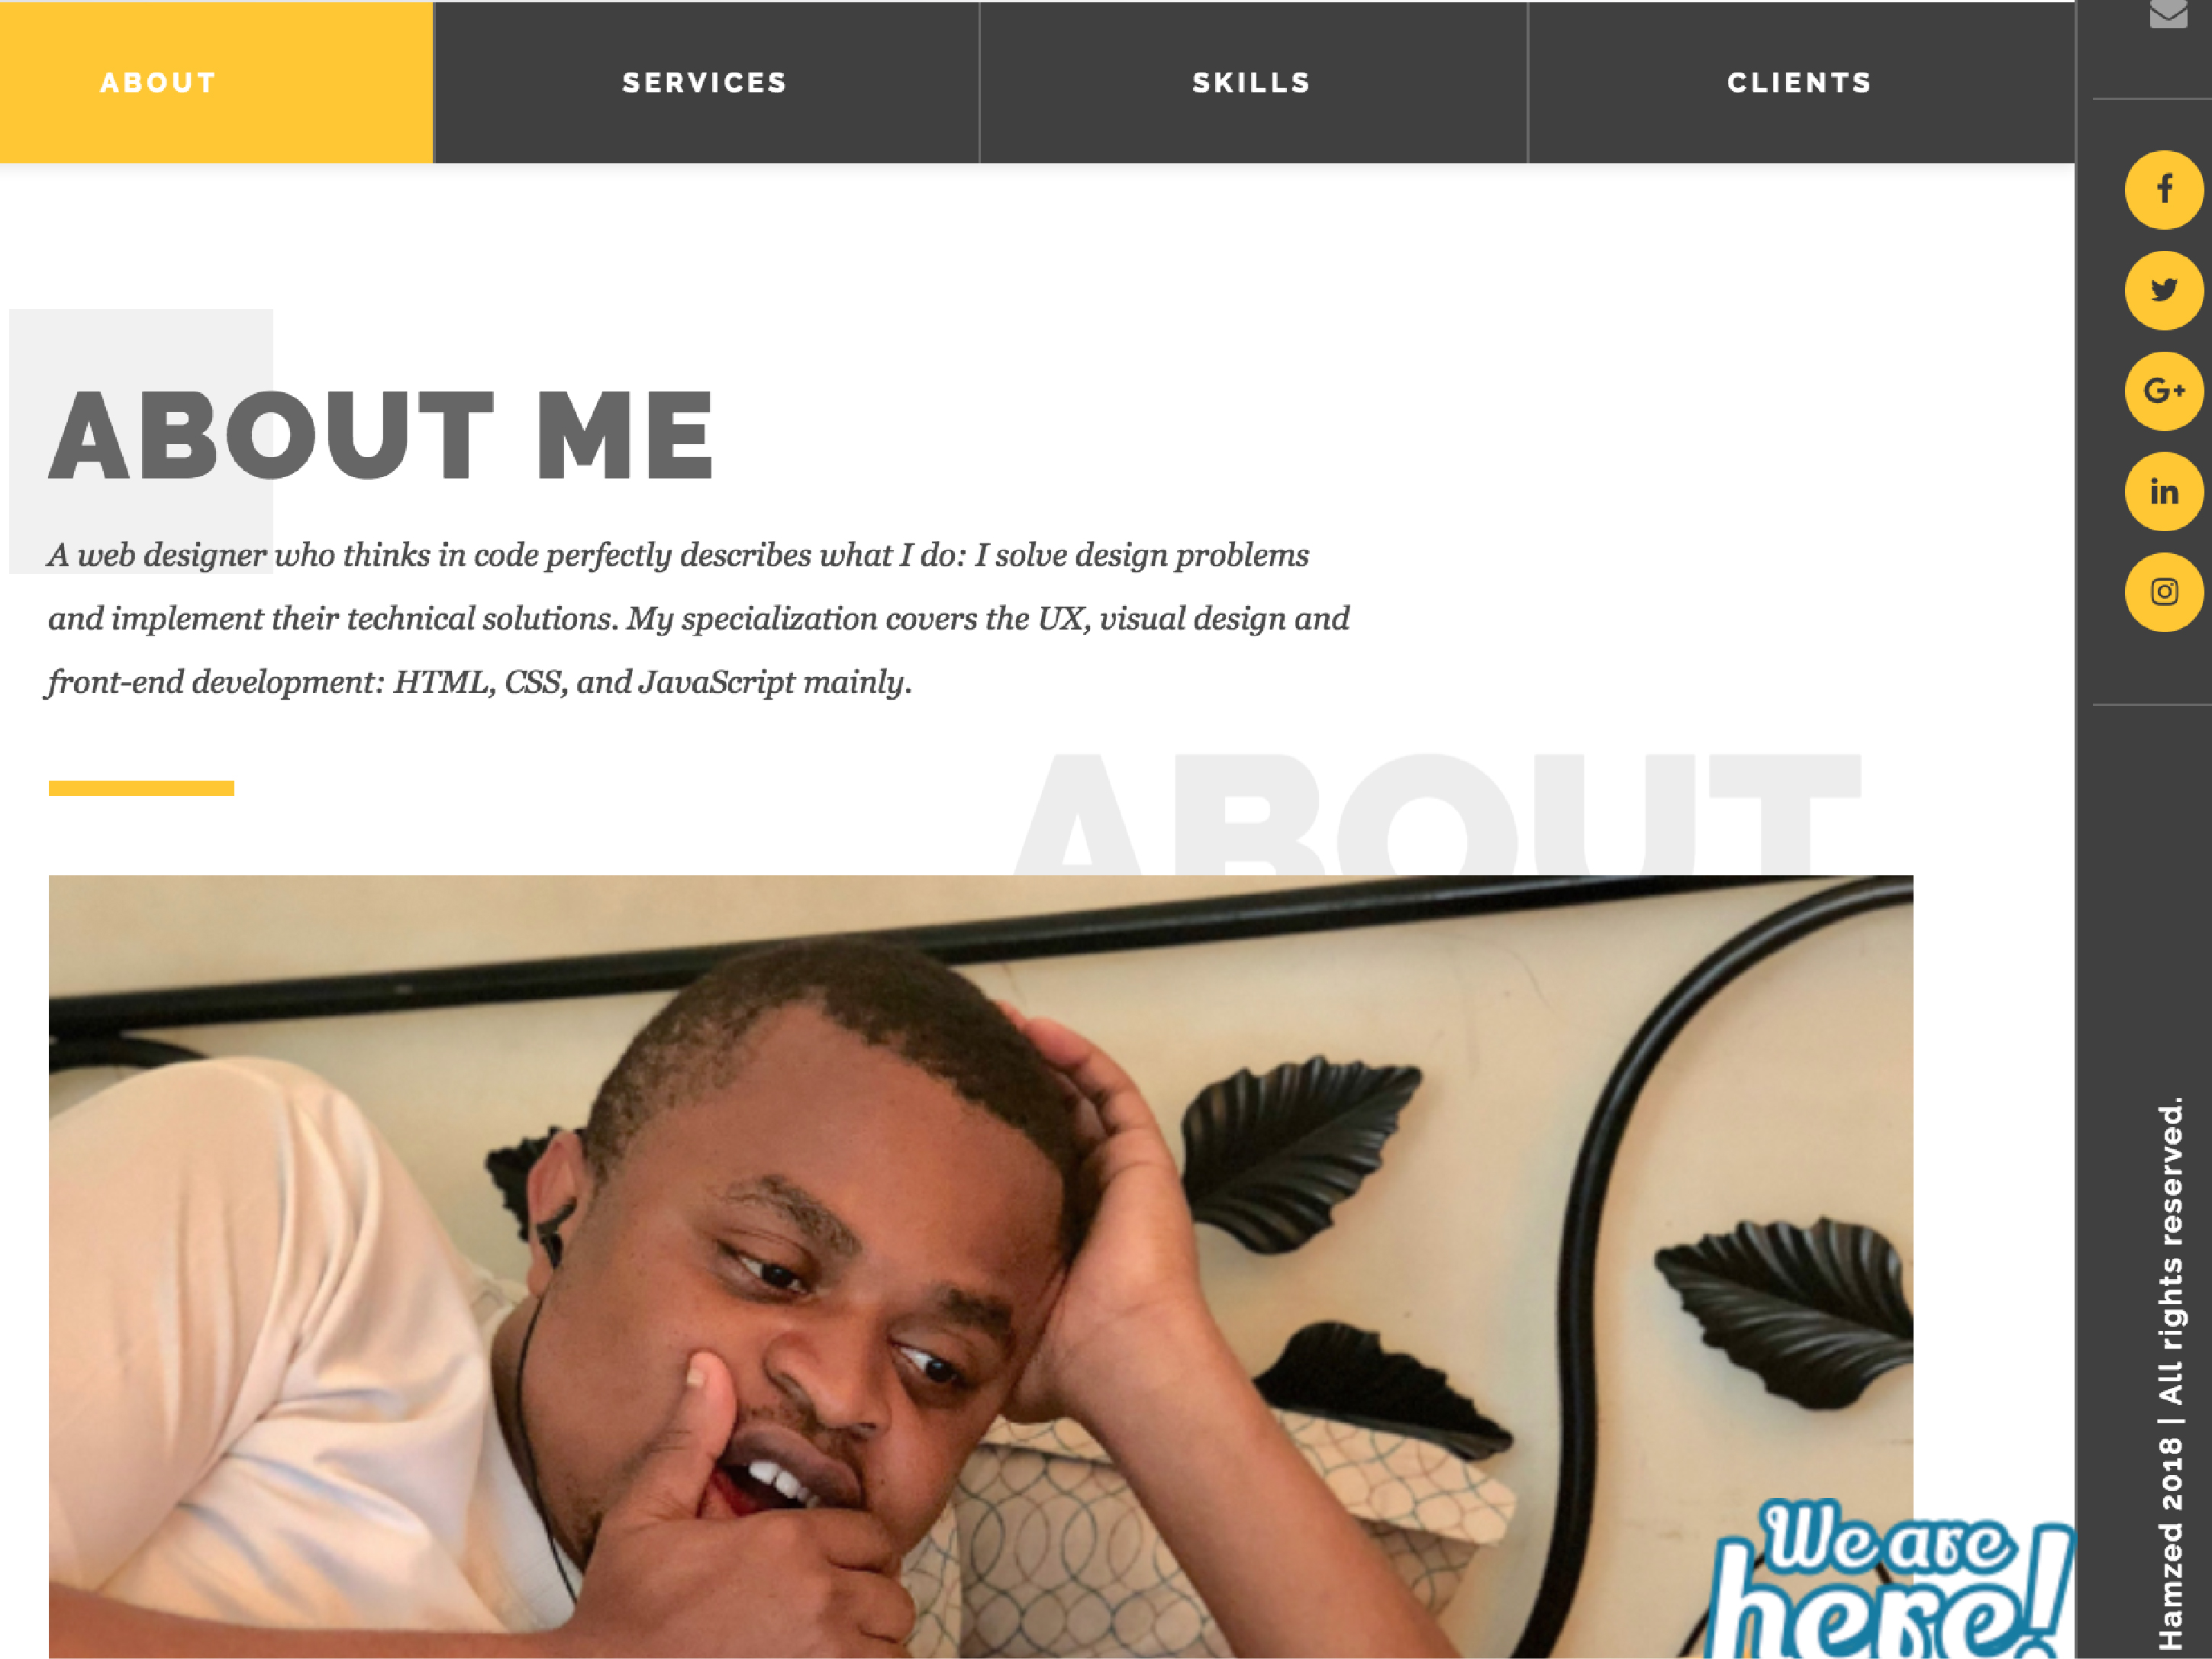 ABOUT
SERVICES
SKILLS
CLIENTS
ABOUT ME
A web designer who thinks in code perfectly describes what I do: I solve design problems
and implement their technical solutions. My specialization covers the UX, visual design and
front-end development: HTML, CSS, and JavaScript mainly.
ABOUT
We are
here!
f
G+
in
Hamzed 2018 | All rights reserved.